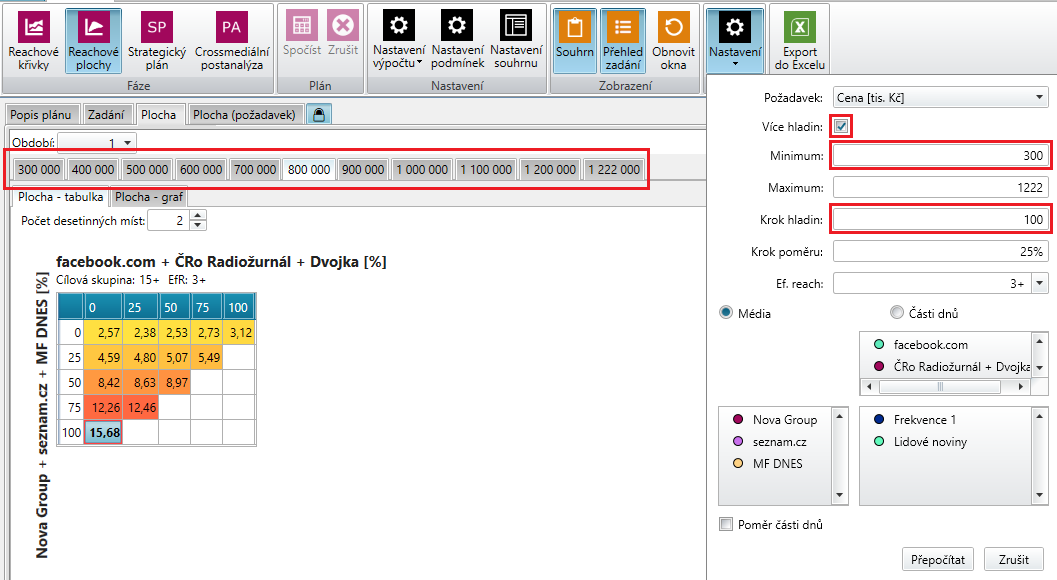 SP
PA
Reachové
křivky
Reachové
plochy
Strategický
plán
Crossmediální
postanalýza
Spočíst
Zrušit
Nastavení
výpočtu
Nastavení
podmínek
Nastavení
souhrnu
Souhrn
Přehled
zadání
Obnovit
okna
Nastavení
Export
do Excelu
Fáze
Plán
Nastavení
Zobrazení
Popis plánu
Zadání
Plocha
Plocha (požadavek)
Období: 1
300 000 400 000 500 000 600 000 700 000 800 000 900 000 1 000 000 1 100 000 1 200 000 1 222 000
Plocha - tabulka
Plocha - graf
Počet desetinných míst: 2
facebook.com + ČRo Radiožurnál + Dvojka [%]
Cílová skupina: 15+ EfR: 3+
Nova Group + seznam.cz + MF DNES [%]
0 25 50 75 100
0 2,57 2,38 2,53 2,73 3,12
25 4,59 4,80 5,07 5,49
50 8,42 8,63 8,97
75 12,26 12,46
100 15,68
Požadavek: Cena [tis. Kč]
Více hladin:
Minimum: 300
Maximum: 1222
Krok hladin: 100
Krok poměru: 25%
Ef. reach: 3+
Média
Části dnů
facebook.com
ČRo Radiožurnál + Dvojka
Nova Group
seznam.cz
MF DNES
Frekvence 1
Lidové noviny
Poměr části dnů
Přepočítat
Zrušit